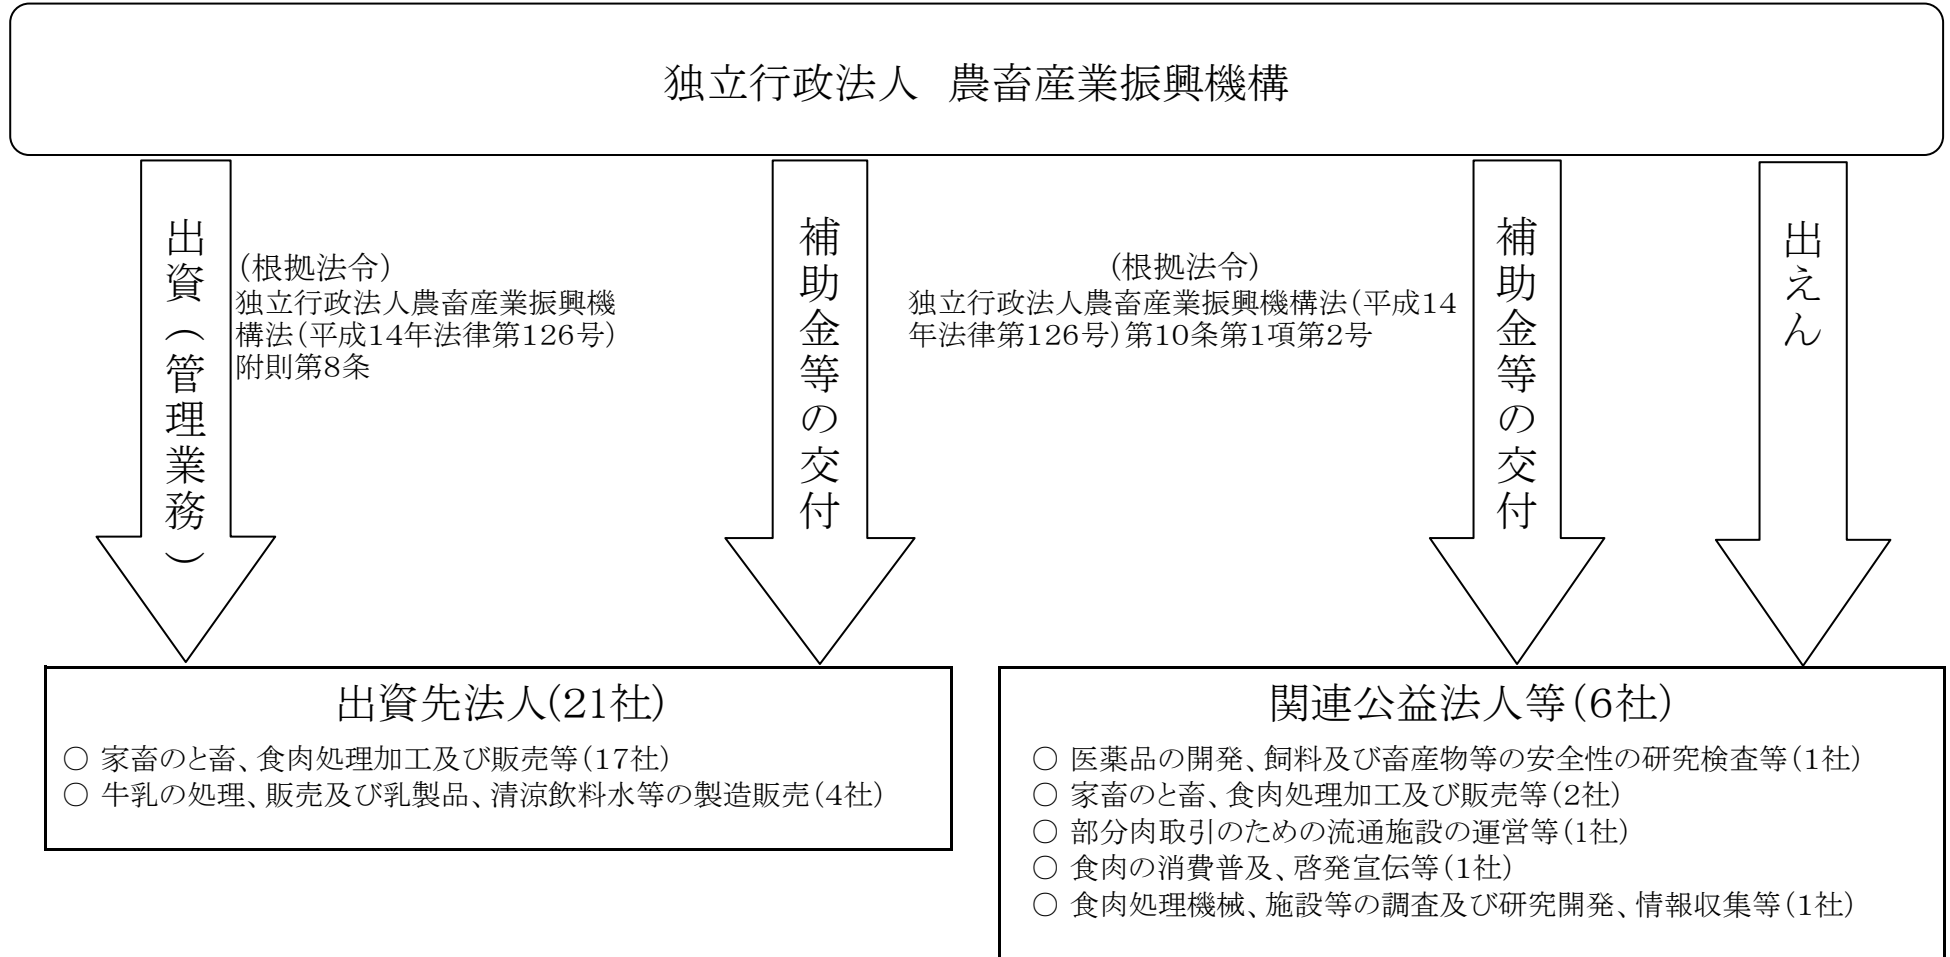 独立行政法人　農畜産業振興機構
出資（管理業務）
（根拠法令）
独立行政法人農畜産業振興機
構法（平成14年法律第126号）
附則第8条
補助金等の交付
（根拠法令）
独立行政法人農畜産業振興機構法（平成14
年法律第126号）第10条第1項第2号
補助金等の交付
出えん
出資先法人(21社)
○ 家畜のと畜、食肉処理加工及び販売等（17社）
○ 牛乳の処理、販売及び乳製品、清涼飲料水等の製造販売（4社）
関連公益法人等（6社）
○ 医薬品の開発、飼料及び畜産物等の安全性の研究検査等（1社）
○ 家畜のと畜、食肉処理加工及び販売等（2社）
○ 部分肉取引のための流通施設の運営等（1社）
○ 食肉の消費普及、啓発宣伝等（1社）
○ 食肉処理機械、施設等の調査及び研究開発、情報収集等（1社）